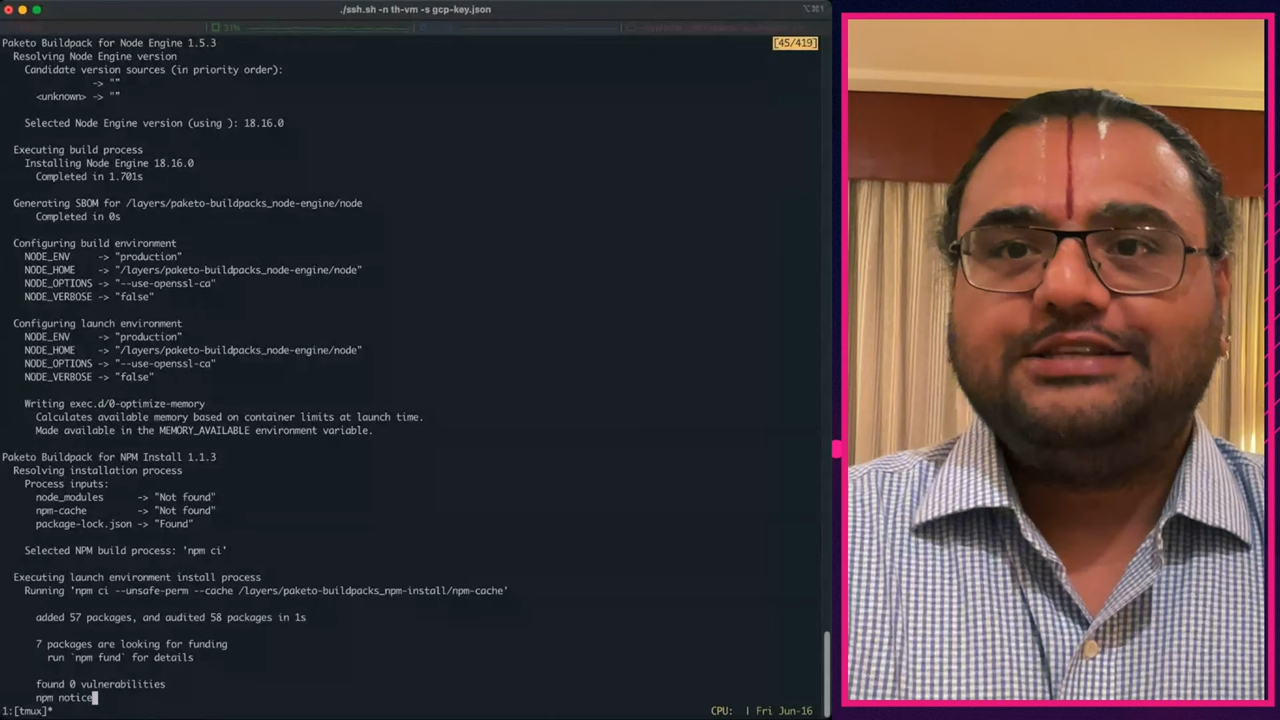 ./ssh.sh -n th-vm -s gcp-key.json
31%
[45/419]
Paketo Buildpack for Node Engine 1.5.3
Resolving Node Engine version
Candidate version sources (in priority order):
-> ""
<unknown> -> ""
Selected Node Engine version (using ): 18.16.0
Executing build process
Installing Node Engine 18.16.0
Completed in 1.701s
Generating SBOM for /layers/paketo-buildpacks_node-engine/node
Completed in 0s
Configuring build environment
NODE_ENV -> "production"
NODE_HOME -> "/layers/paketo-buildpacks_node-engine/node"
NODE_OPTIONS -> "--use-openssl-ca"
NODE_VERBOSE -> "false"
Configuring launch environment
NODE_ENV -> "production"
NODE_HOME -> "/layers/paketo-buildpacks_node-engine/node"
NODE_OPTIONS -> "--use-openssl-ca"
NODE_VERBOSE -> "false"
Writing exec.d/0-optimize-memory
Calculates available memory based on container limits at launch time.
Made available in the MEMORY_AVAILABLE environment variable.
Paketo Buildpack for NPM Install 1.1.3
Resolving installation process
Process inputs:
node_modules -> "Not found"
npm-cache -> "Not found"
package-lock.json -> "Found"
Selected NPM build process: 'npm ci'
Executing launch environment install process
Running 'npm ci --unsafe-perm --cache /layers/paketo-buildpacks_npm-install/npm-cache'
added 57 packages, and audited 58 packages in 1s
7 packages are looking for funding
run `npm fund` for details
found 0 vulnerabilities
npm notice
1:[tmux]* CPU: | Fri Jun-16